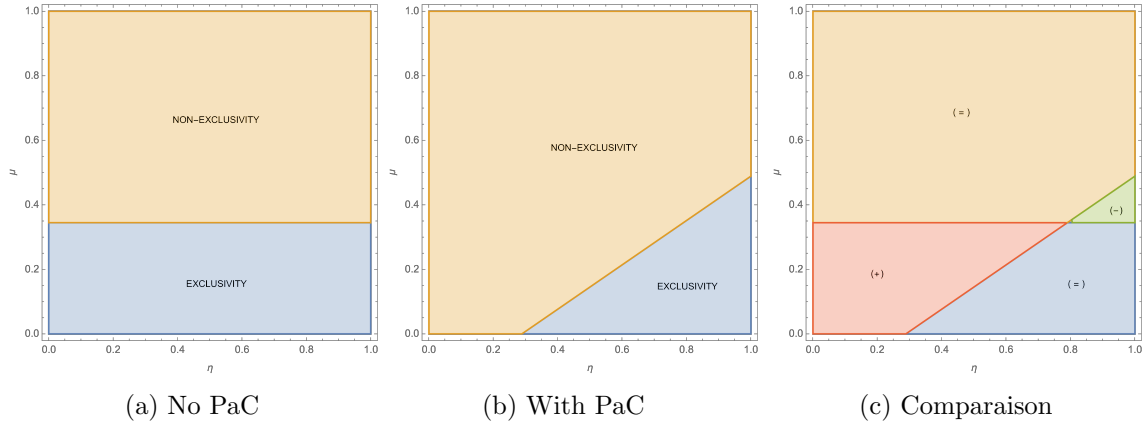 1.0
0.8
0.6
0.4
0.2
0.0
μ
NON-EXCLUSIVITY
EXCLUSIVITY
0.0 0.2 0.4 0.6 0.8 1.0
η
(a) No PaC
1.0
0.8
0.6
0.4
0.2
0.0
μ
NON-EXCLUSIVITY
EXCLUSIVITY
0.0 0.2 0.4 0.6 0.8 1.0
η
(b) With PaC
1.0
0.8
0.6
0.4
0.2
0.0
μ
(=)
(-)
(+)
(=)
0.0 0.2 0.4 0.6 0.8 1.0
η
(c) Comparaison